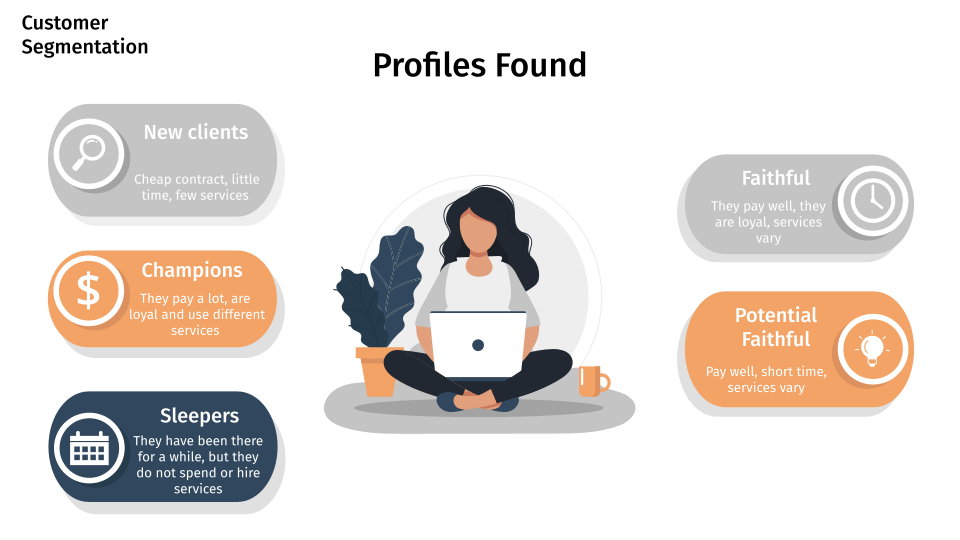 Customer
Segmentation
Profiles Found
New clients
Cheap contract, little
time, few services
Champions
$
They pay a lot, are
loyal and use different
services
Sleepers
They have been there
for a while, but they
do not spend or hire
services
Faithful
They pay well, they
are loyal, services
vary
Potential
Faithful
Pay well, short time,
services vary